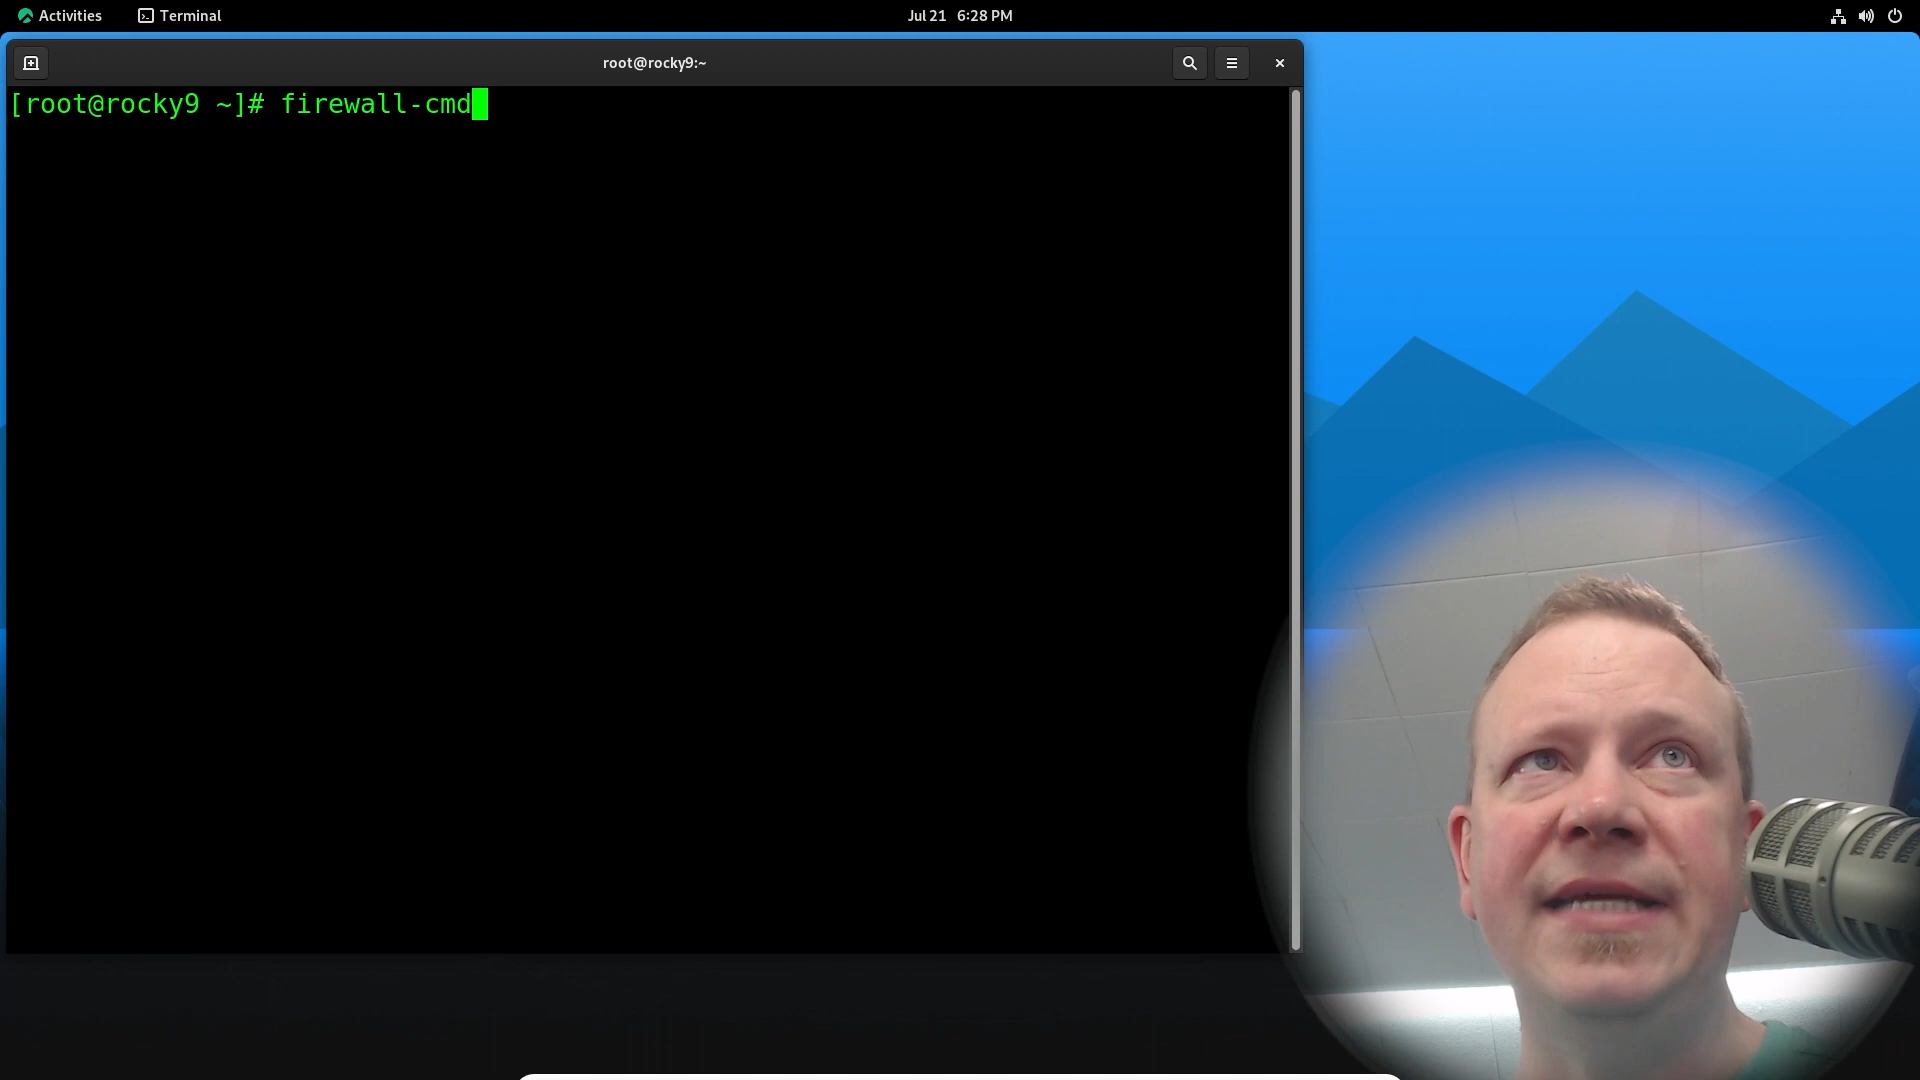 Activities
Terminal
Jul 21 6:28 PM
root@rocky9:~
[root@rocky9 ~]# firewall-cmd